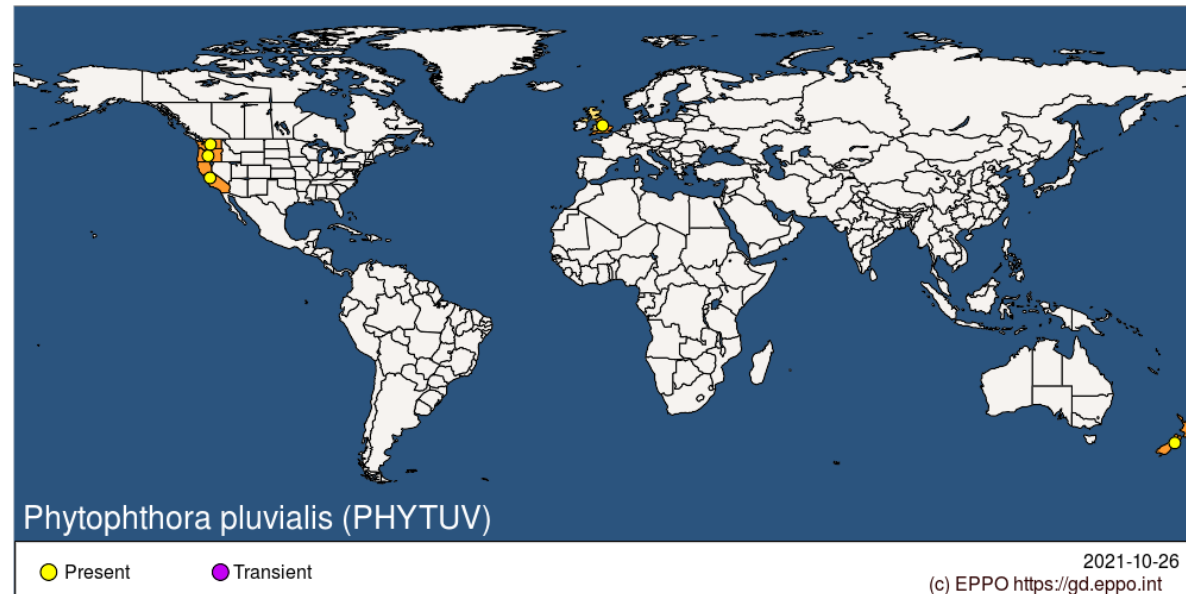 Phytophthora pluvialis (PHYTUV)
Present
Transient
2021-10-26
(c) EPPO https://gd.eppo.int